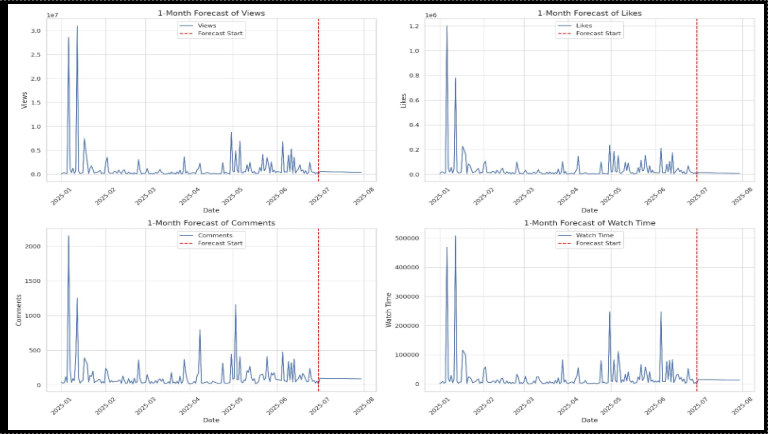 1-Month Forecast of Views
1e7
Views
Forecast Start
3.0
2.5
2.0
1.5
1.0
0.5
0.0
Views
2025-01
2025-02
2025-03
2025-04
2025-05
2025-06
2025-07
2025-08
Date
1-Month Forecast of Likes
1e6
Likes
Forecast Start
1.2
1.0
0.8
0.6
0.4
0.2
0.0
Likes
2025-01
2025-02
2025-03
2025-04
2025-05
2025-06
2025-07
2025-08
Date
1-Month Forecast of Comments
Comments
Forecast Start
2000
1500
1000
500
0
Comments
2025-01
2025-02
2025-03
2025-04
2025-05
2025-06
2025-07
2025-08
Date
1-Month Forecast of Watch Time
Watch Time
Forecast Start
500000
400000
300000
200000
100000
0
Watch Time
2025-01
2025-02
2025-03
2025-04
2025-05
2025-06
2025-07
2025-08
Date